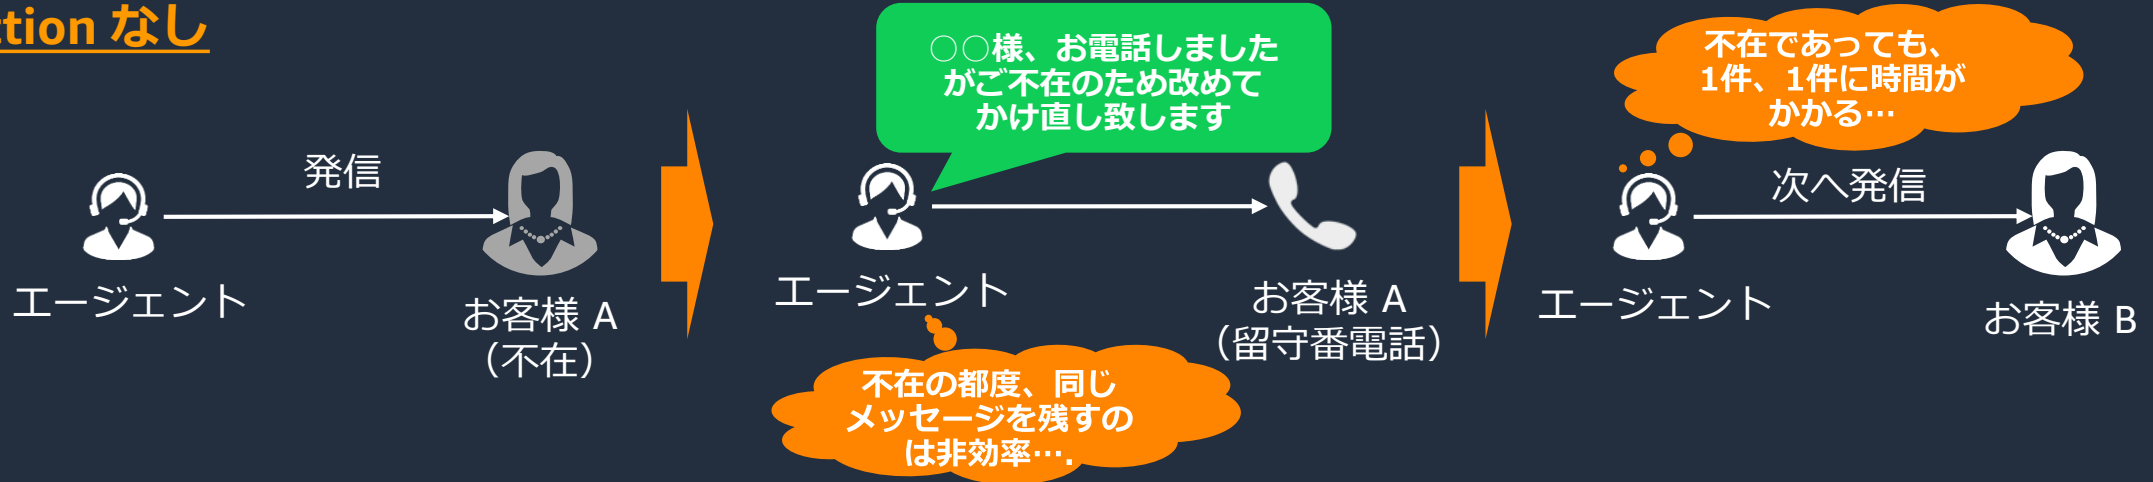 ction なし
○○様、お電話しました
がご不在のため改めて
かけ直し致します
不在であっても、
1件、1件に時間が
かかる…
発信
次へ発信
エージェント
お客様 A
（不在）
エージェント
お客様 A
（留守番電話）
エージェント
お客様 B
不在の都度、同じ
メッセージを残すの
は非効率….